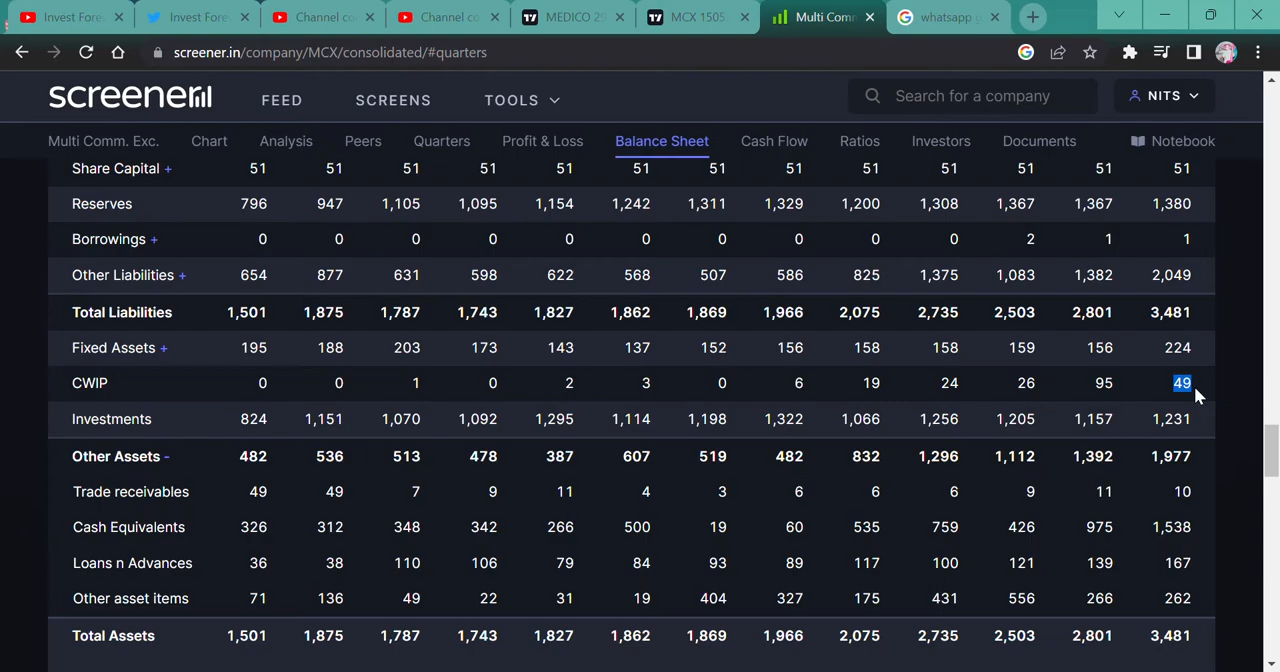 Invest Fore
Invest Fore
Channel co
Channel co
MEDICO 29
MCX 1505.
Multi Comm
whatsapp
screener.in/company/MCX/consolidated/#quarters
screener
FEED
SCREENS
TOOLS
Search for a company
NITS
Multi Comm. Exc. Chart Analysis Peers Quarters Profit & Loss Balance Sheet Cash Flow Ratios Investors Documents Notebook
Share Capital + 51 51 51 51 51 51 51 51 51 51 51 51 51
Reserves 796 947 1,105 1,095 1,154 1,242 1,311 1,329 1,200 1,308 1,367 1,367 1,380
Borrowings + 0 0 0 0 0 0 0 0 0 0 2 1 1
Other Liabilities + 654 877 631 598 622 568 507 586 825 1,375 1,083 1,382 2,049
Total Liabilities 1,501 1,875 1,787 1,743 1,827 1,862 1,869 1,966 2,075 2,735 2,503 2,801 3,481
Fixed Assets + 195 188 203 173 143 137 152 156 158 158 159 156 224
CWIP 0 0 1 0 2 3 0 6 19 24 26 95 49
Investments 824 1,151 1,070 1,092 1,295 1,114 1,198 1,322 1,066 1,256 1,205 1,157 1,231
Other Assets - 482 536 513 478 387 607 519 482 832 1,296 1,112 1,392 1,977
Trade receivables 49 49 7 9 11 4 3 6 6 6 9 11 10
Cash Equivalents 326 312 348 342 266 500 19 60 535 759 426 975 1,538
Loans n Advances 36 38 110 106 79 84 93 89 117 100 121 139 167
Other asset items 71 136 49 22 31 19 404 327 175 431 556 266 262
Total Assets 1,501 1,875 1,787 1,743 1,827 1,862 1,869 1,966 2,075 2,735 2,503 2,801 3,481